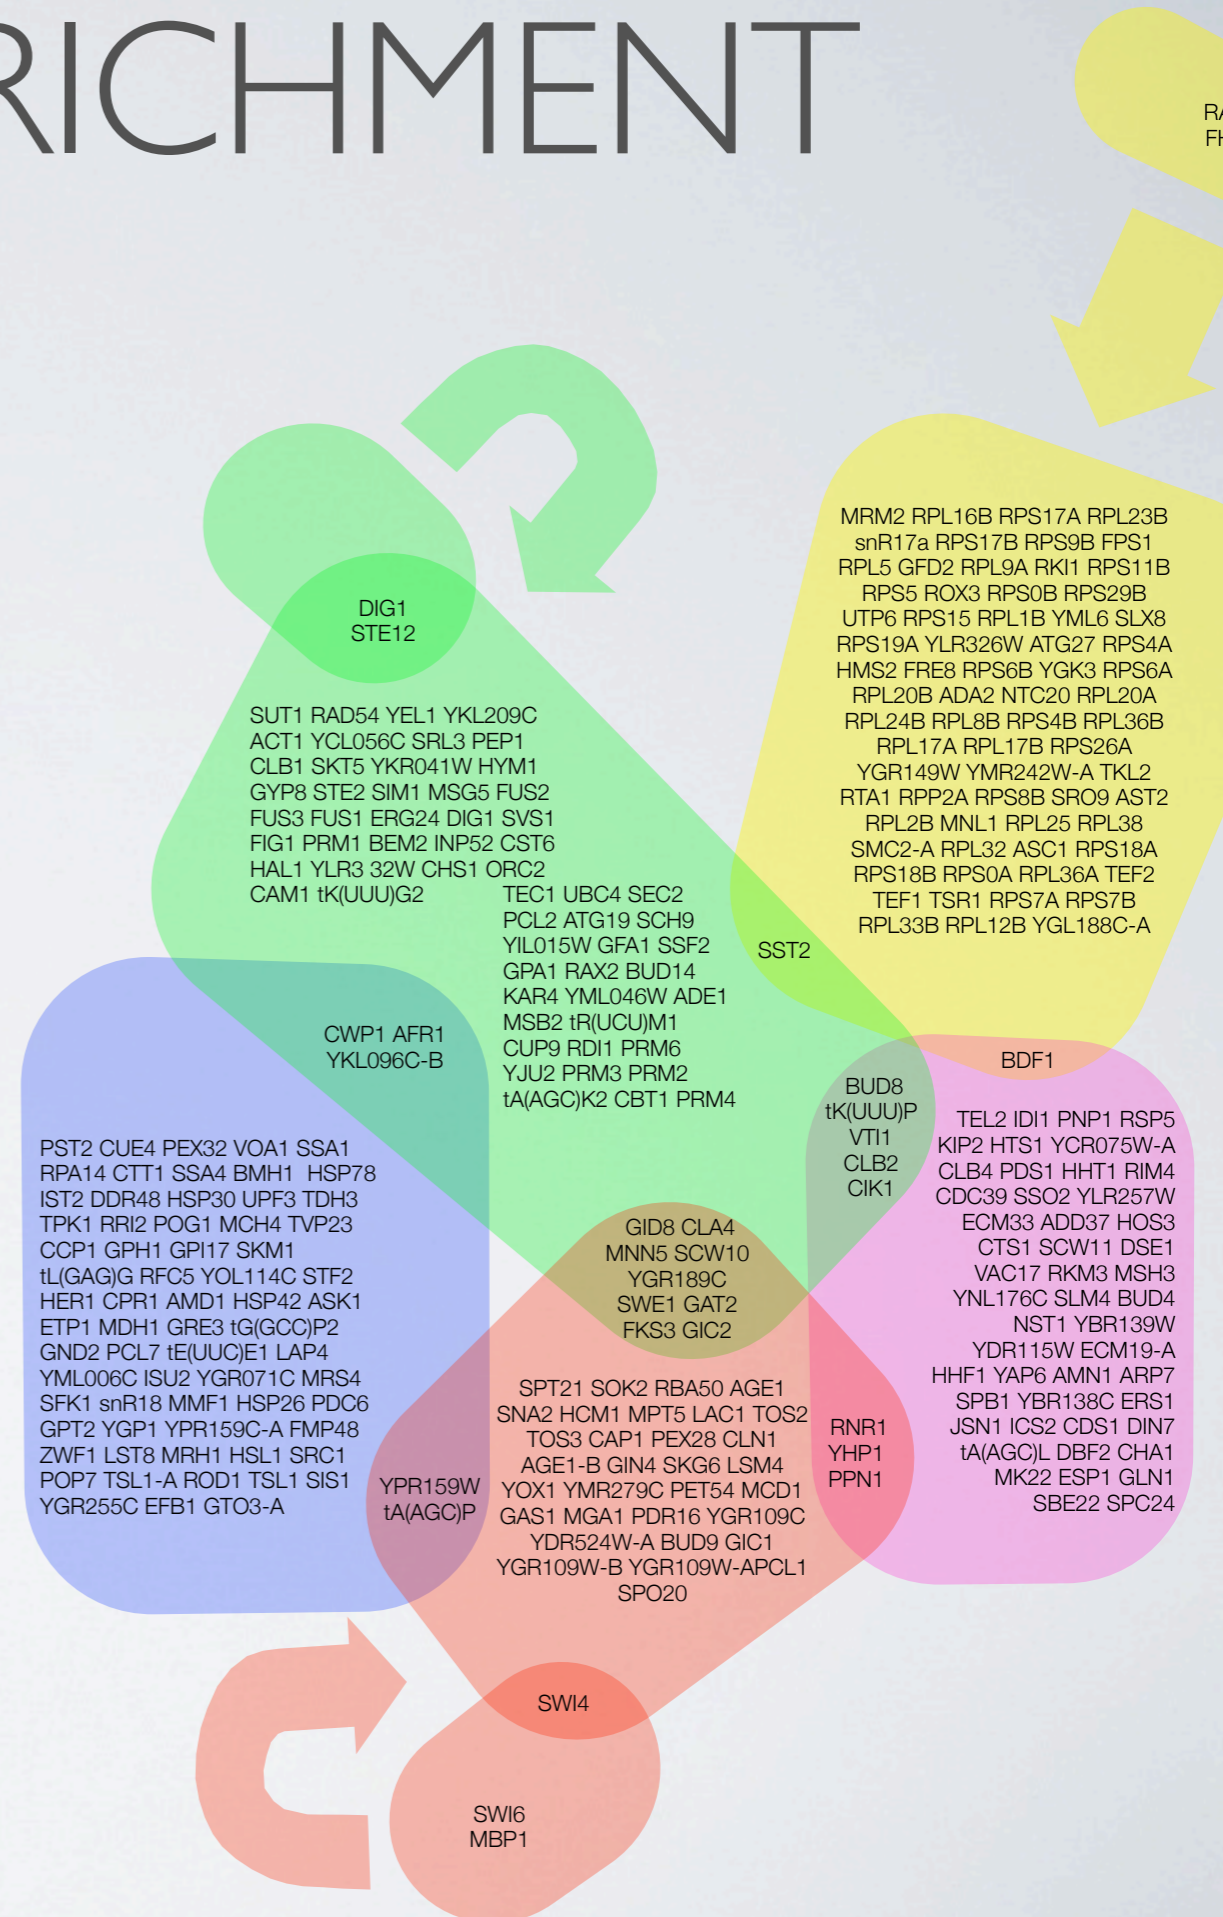 RICHMENT
RA
FH
MRM2 RPL16B RPS17A RPL23B
snR17a RPS17B RPS9B FPS1
RPL5 GFD2 RPL9A RKI1 RPS11B
RPS5 ROX3 RPS0B RPS29B
UTP6 RPS15 RPL1B YML6 SLX8
RPS19A YLR326W ATG27 RPS4A
HMS2 FRE8 RPS6B YGK3 RPS6A
RPL20B ADA2 NTC20 RPL20A
RPL24B RPL8B RPS4B RPL36B
RPL17A RPL17B RPS26A
YGR149W YMR242W-A TKL2
RTA1 RPP2A RPS8B SRO9 AST2
RPL2B MNL1 RPL25 RPL38
SMC2-A RPL32 ASC1 RPS18A
RPS18B RPS0A RPL36A TEF2
TEF1 TSR1 RPS7A RPS7B
RPL33B RPL12B YGL188C-A
DIG1
STE12
SUT1 RAD54 YEL1 YKL209C
ACT1 YCL056C SRL3 PEP1
CLB1 SKT5 YKR041W HYM1
GYP8 STE2 SIM1 MSG5 FUS2
FUS3 FUS1 ERG24 DIG1 SVS1
FIG1 PRM1 BEM2 INP52 CST6
HAL1 YLR3 32W CHS1 ORC2
CAM1 tK(UUU)G2
TEC1 UBC4 SEC2
PCL2 ATG19 SCH9
YIL015W GFA1 SSF2
GPA1 RAX2 BUD14
KAR4 YML046W ADE1
MSB2 tR(UCU)M1
CUP9 RDI1 PRM6
YJU2 PRM3 PRM2
tA(AGC)K2 CBT1 PRM4
SST2
CWP1 AFR1
YKL096C-B
BDF1
BUD8
tK(UUU)P
VTI1
CLB2
CIK1
TEL2 IDI1 PNP1 RSP5
KIP2 HTS1 YCR075W-A
CLB4 PDS1 HHT1 RIM4
CDC39 SSO2 YLR257W
ECM33 ADD37 HOS3
CTS1 SCW11 DSE1
VAC17 RKM3 MSH3
YNL176C SLM4 BUD4
NST1 YBR139W
YDR115W ECM19-A
HHF1 YAP6 AMN1 ARP7
SPB1 YBR138C ERS1
JSN1 ICS2 CDS1 DIN7
tA(AGC)L DBF2 CHA1
MK22 ESP1 GLN1
SBE22 SPC24
PST2 CUE4 PEX32 VOA1 SSA1
RPA14 CTT1 SSA4 BMH1 HSP78
IST2 DDR48 HSP30 UPF3 TDH3
TPK1 RRI2 POG1 MCH4 TVP23
CCP1 GPH1 GPI17 SKM1
tL(GAG)G RFC5 YOL114C STF2
HER1 CPR1 AMD1 HSP42 ASK1
ETP1 MDH1 GRE3 tG(GCC)P2
GND2 PCL7 tE(UUC)E1 LAP4
YML006C ISU2 YGR071C MRS4
SFK1 snR18 MMF1 HSP26 PDC6
GPT2 YGP1 YPR159C-A FMP48
ZWF1 LST8 MRH1 HSL1 SRC1
POP7 TSL1-A ROD1 TSL1 SIS1
YGR255C EFB1 GTO3-A
GID8 CLA4
MNN5 SCW10
YGR189C
SWE1 GAT2
FKS3 GIC2
SPT21 SOK2 RBA50 AGE1
SNA2 HCM1 MPT5 LAC1 TOS2
TOS3 CAP1 PEX28 CLN1
AGE1-B GIN4 SKG6 LSM4
YOX1 YMR279C PET54 MCD1
GAS1 MGA1 PDR16 YGR109C
YDR524W-A BUD9 GIC1
YGR109W-B YGR109W-APCL1
SPO20
RNR1
YHP1
PPN1
YPR159W
tA(AGC)P
SWI4
SWI6
MBP1